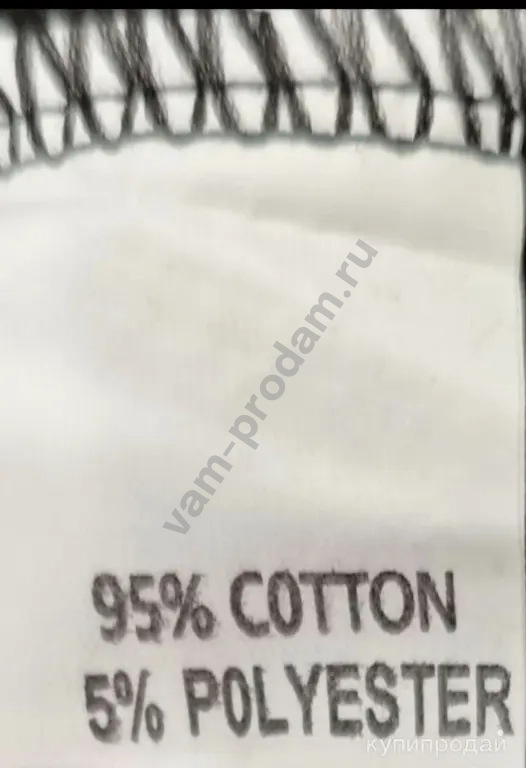 vam-prodam.ru
95% COTTON
5% POLYESTER
купипродай